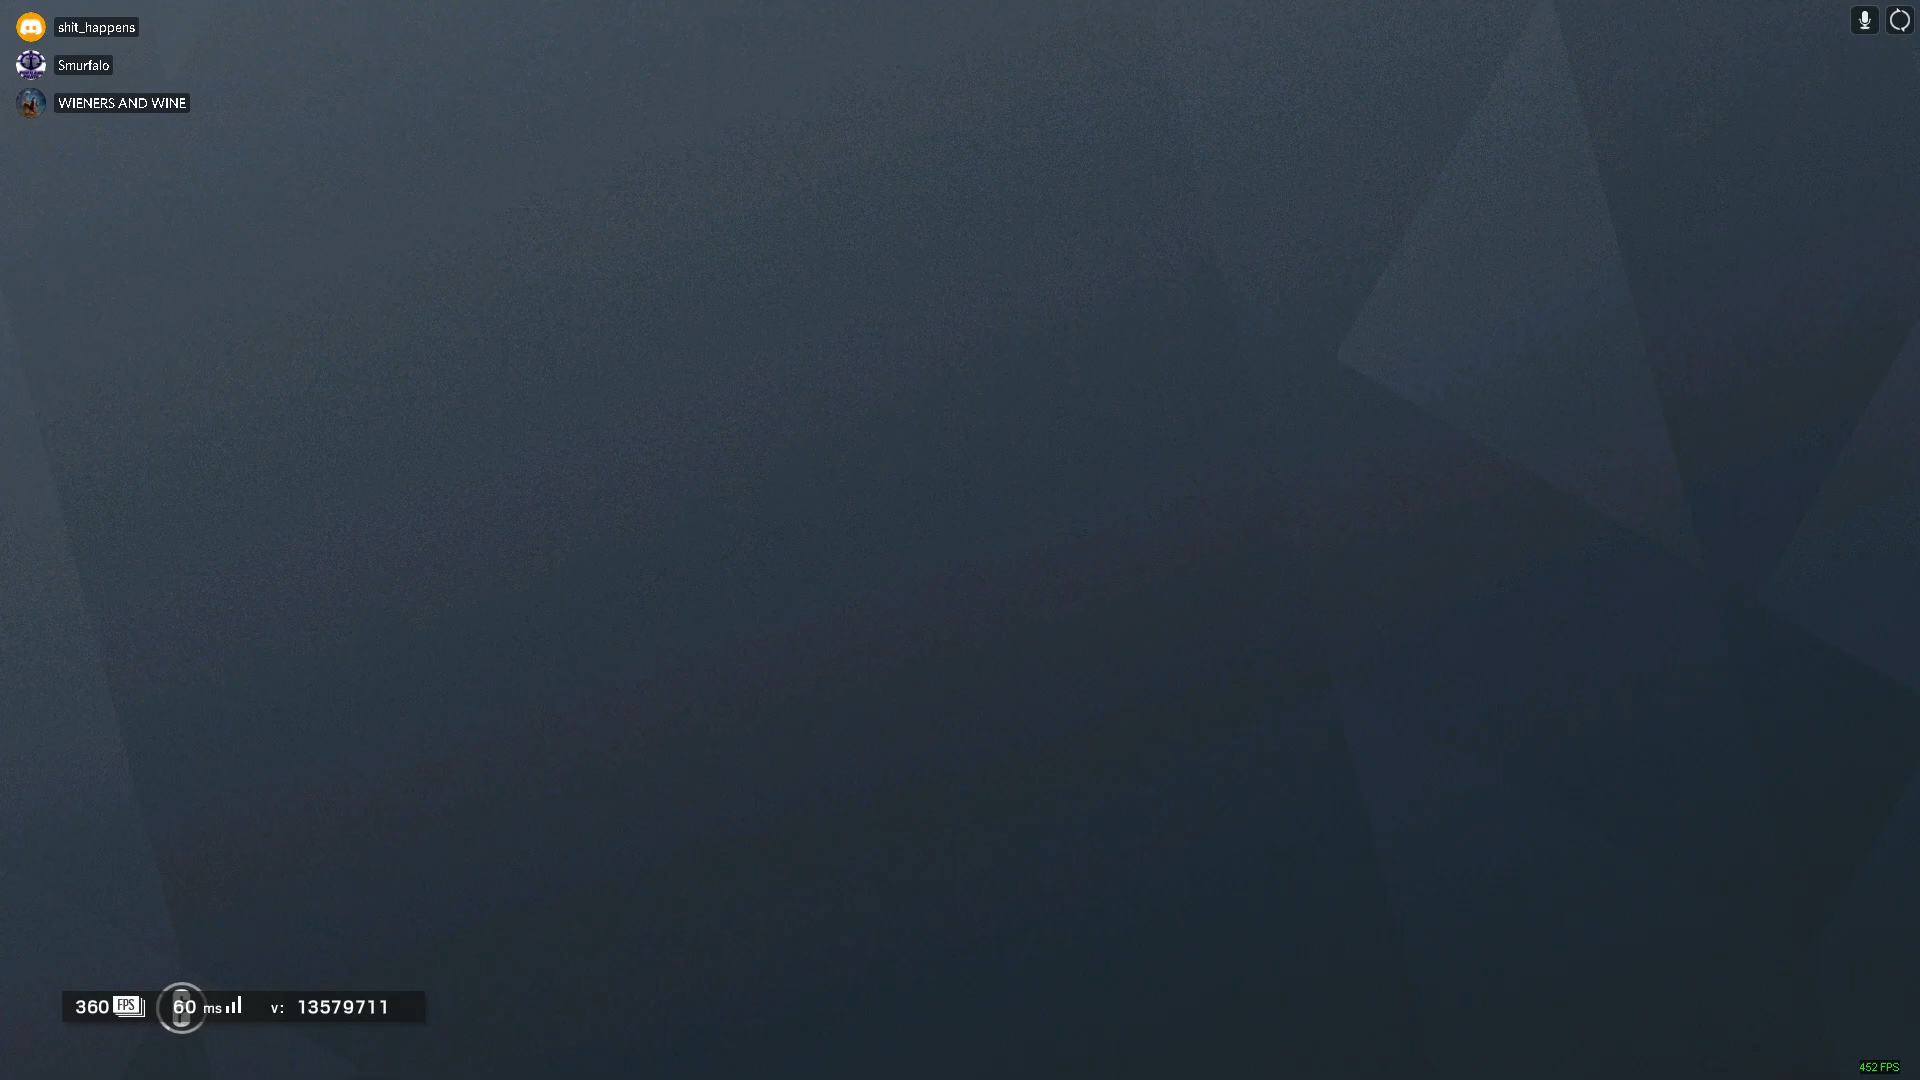 shit_happens
Smurfalo
WIENERS AND WINE
360 FPS 60 ms v: 13579711
452 FPS